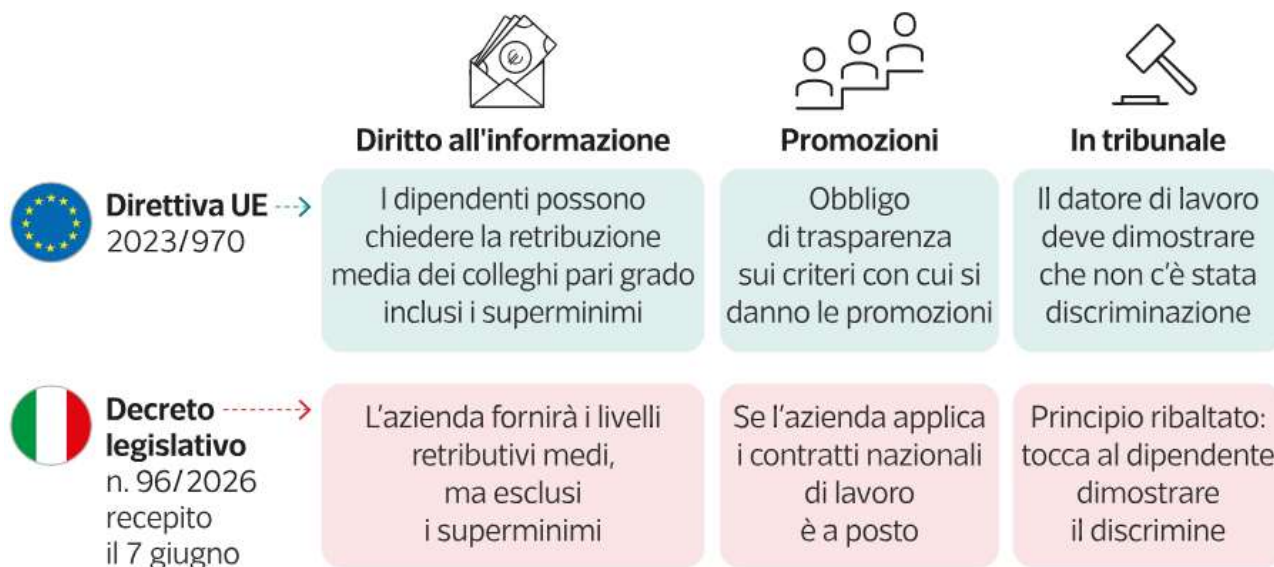 Diritto all'informazione
Promozioni
In tribunale
Direttiva UE
2023/970
I dipendenti possono
chiedere la retribuzione
media dei colleghi pari grado
inclusi i superminimi
Obbligo
di trasparenza
sui criteri con cui si
danno le promozioni
Il datore di lavoro
deve dimostrare
che non c’è stata
discriminazione
Decreto
legislativo
n. 96/2026
recepito
il 7 giugno
L’azienda fornirà i livelli
retributivi medi,
ma esclusi
i superminimi
Se l’azienda applica
i contratti nazionali
di lavoro
è a posto
Principio ribaltato:
tocca al dipendente
dimostrare
il discrimine